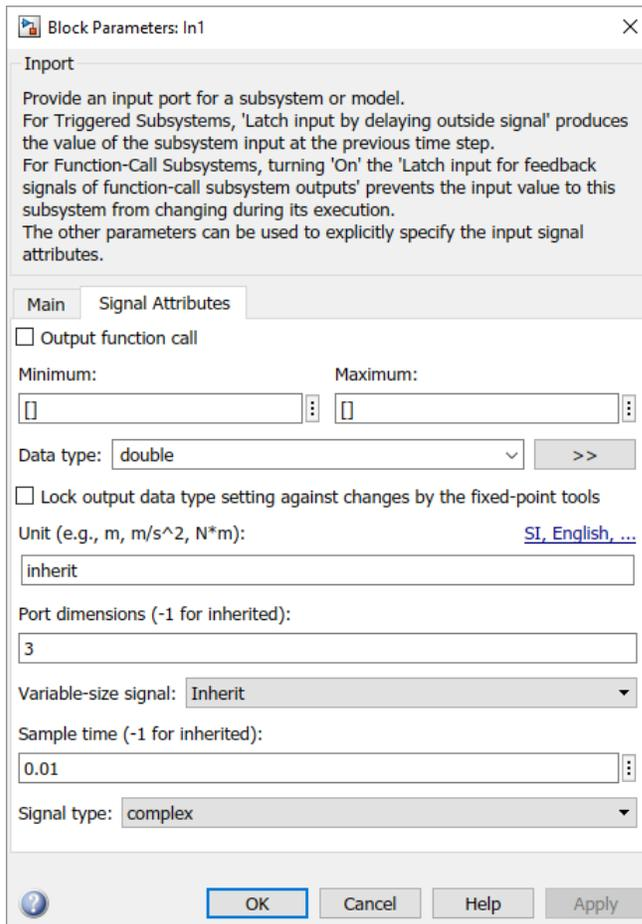 Block Parameters: In1
Inport
Provide an input port for a subsystem or model.
For Triggered Subsystems, 'Latch input by delaying outside signal' produces
the value of the subsystem input at the previous time step.
For Function-Call Subsystems, turning 'On' the 'Latch input for feedback
signals of function-call subsystem outputs' prevents the input value to this
subsystem from changing during its execution.
The other parameters can be used to explicitly specify the input signal
attributes.
Main Signal Attributes
Output function call
Minimum: Maximum:
[] []
Data type: double >>
Lock output data type setting against changes by the fixed-point tools
Unit (e.g., m, m/s^2, N*m): SI, English, ...
inherit
Port dimensions (-1 for inherited):
3
Variable-size signal: Inherit
Sample time (-1 for inherited):
0.01
Signal type: complex
OK Cancel Help Apply